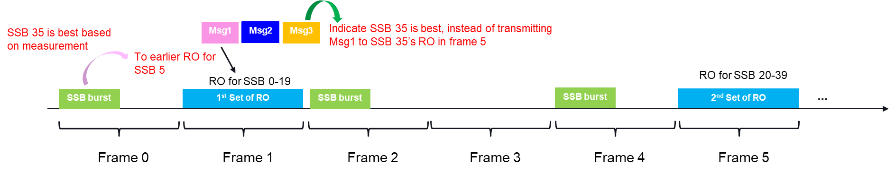 SSB 35 is best based
on measurement
To earlier RO for
SSB 5
Msg1
Msg2
Msg3
Indicate SSB 35 is best, instead of transmitting
Msg1 to SSB 35's RO in frame 5
RO for SSB 0-19
RO for SSB 20-39
SSB burst
1st Set of RO
SSB burst
SSB burst
2nd Set of RO
...
Frame 0
Frame 1
Frame 2
Frame 3
Frame 4
Frame 5